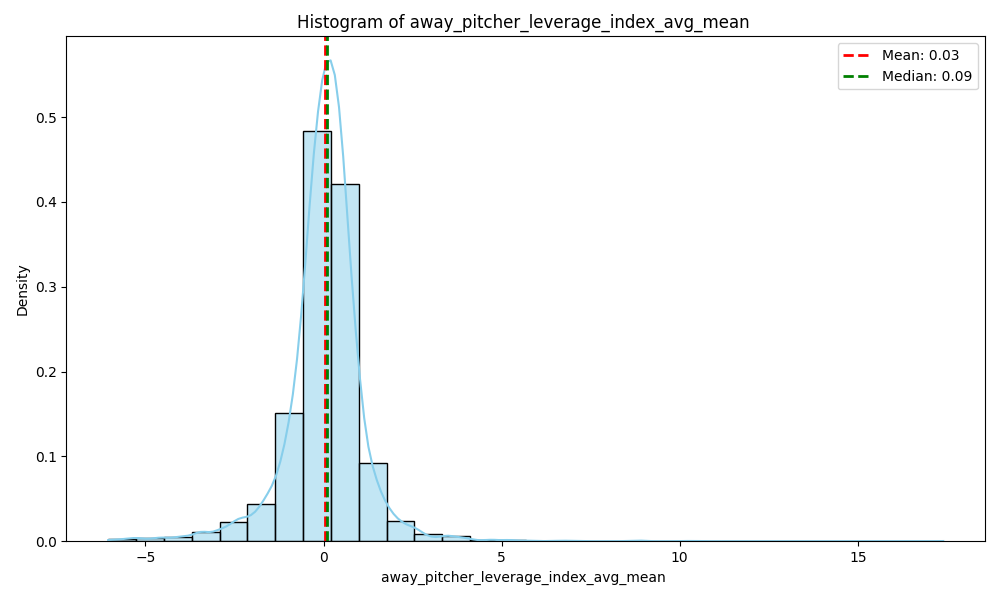 Histogram of away_pitcher_leverage_index_avg_mean
Mean: 0.03
Median: 0.09
Density
0.5
0.4
0.3
0.2
0.1
0.0
−5
0
5
10
15
away_pitcher_leverage_index_avg_mean